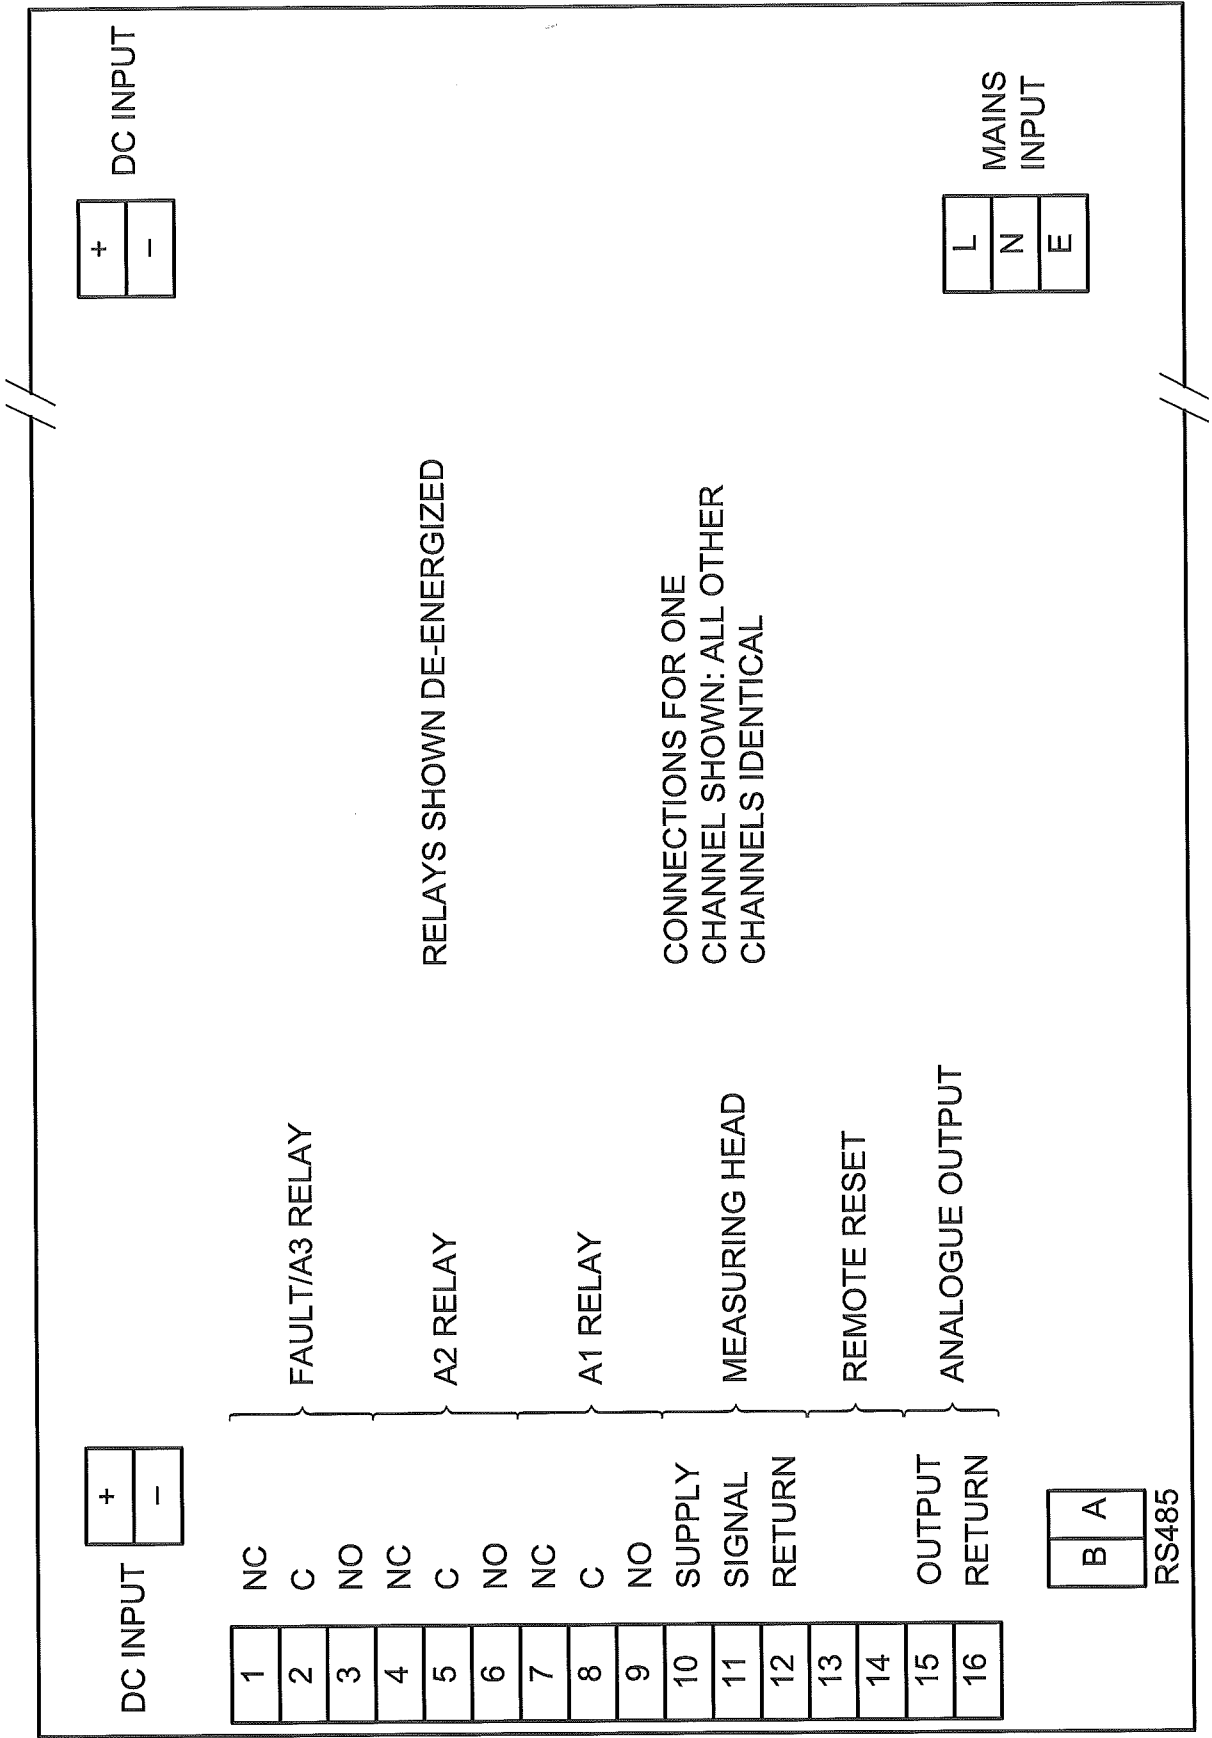 DC INPUT
+
−
DC INPUT
+
−
1 NC
2 C
3 NO
FAULT/A3 RELAY
4 NC
5 C
6 NO
A2 RELAY
7 NC
8 C
9 NO
A1 RELAY
10 SUPPLY
11 SIGNAL
12 RETURN
MEASURING HEAD
13
14
REMOTE RESET
15 OUTPUT
16 RETURN
ANALOGUE OUTPUT
RELAYS SHOWN DE-ENERGIZED
CONNECTIONS FOR ONE
CHANNEL SHOWN: ALL OTHER
CHANNELS IDENTICAL
B A
RS485
L
N
E
MAINS
INPUT